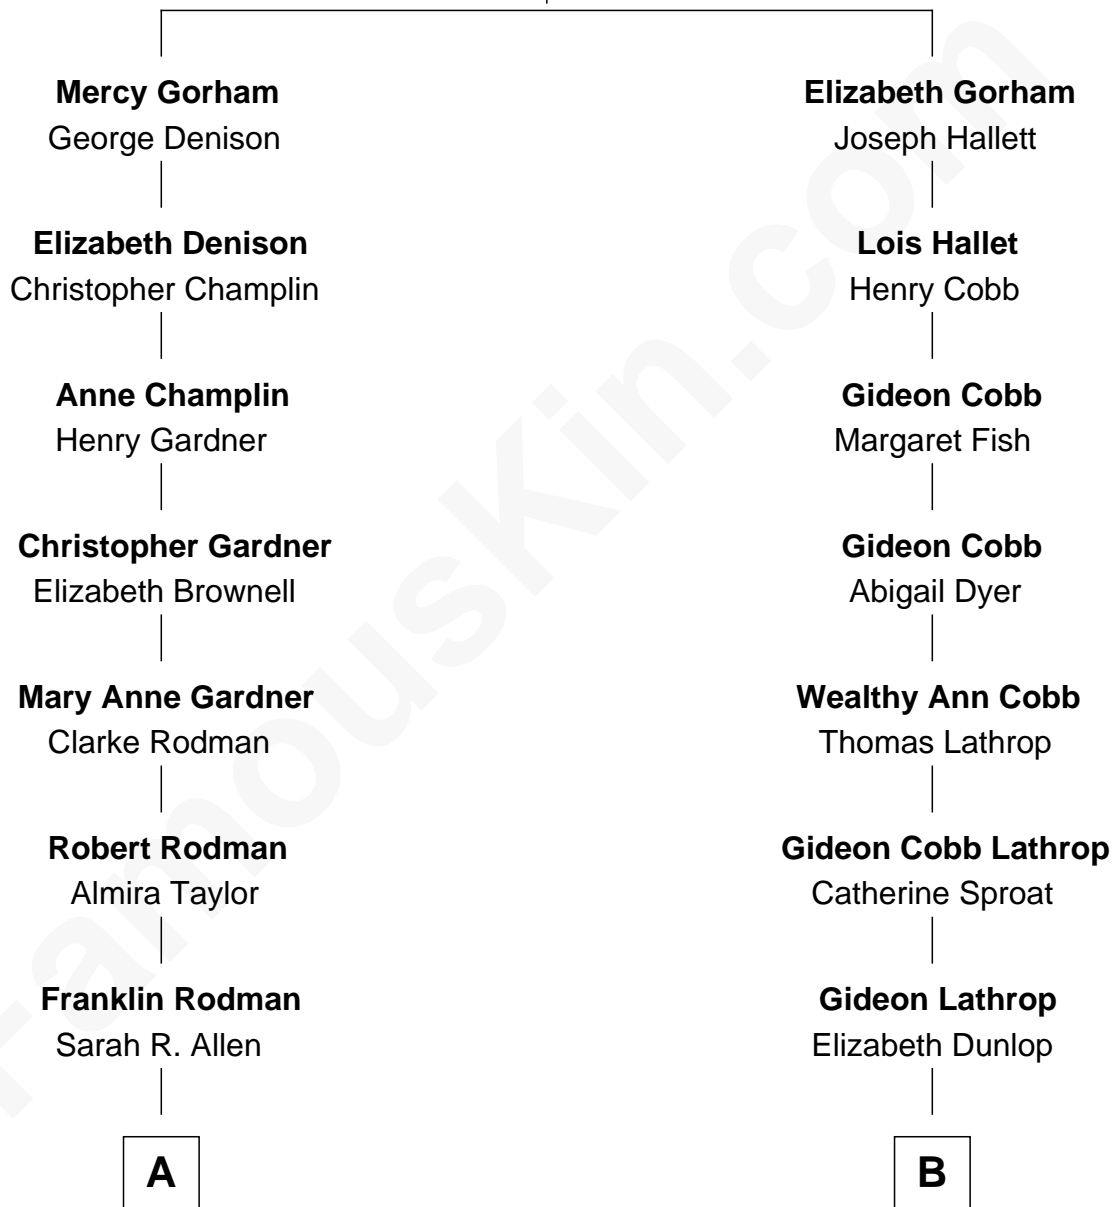 Mercy Gorham
George Denison
Elizabeth Denison
Christopher Champlin
Anne Champlin
Henry Gardner
Christopher Gardner
Elizabeth Brownell
Mary Anne Gardner
Clarke Rodman
Robert Rodman
Almira Taylor
Franklin Rodman
Sarah R. Allen
A
Elizabeth Gorham
Joseph Hallett
Lois Hallet
Henry Cobb
Gideon Cobb
Margaret Fish
Gideon Cobb
Abigail Dyer
Wealthy Ann Cobb
Thomas Lathrop
Gideon Cobb Lathrop
Catherine Sproat
Gideon Lathrop
Elizabeth Dunlop
B
FamousKin.com